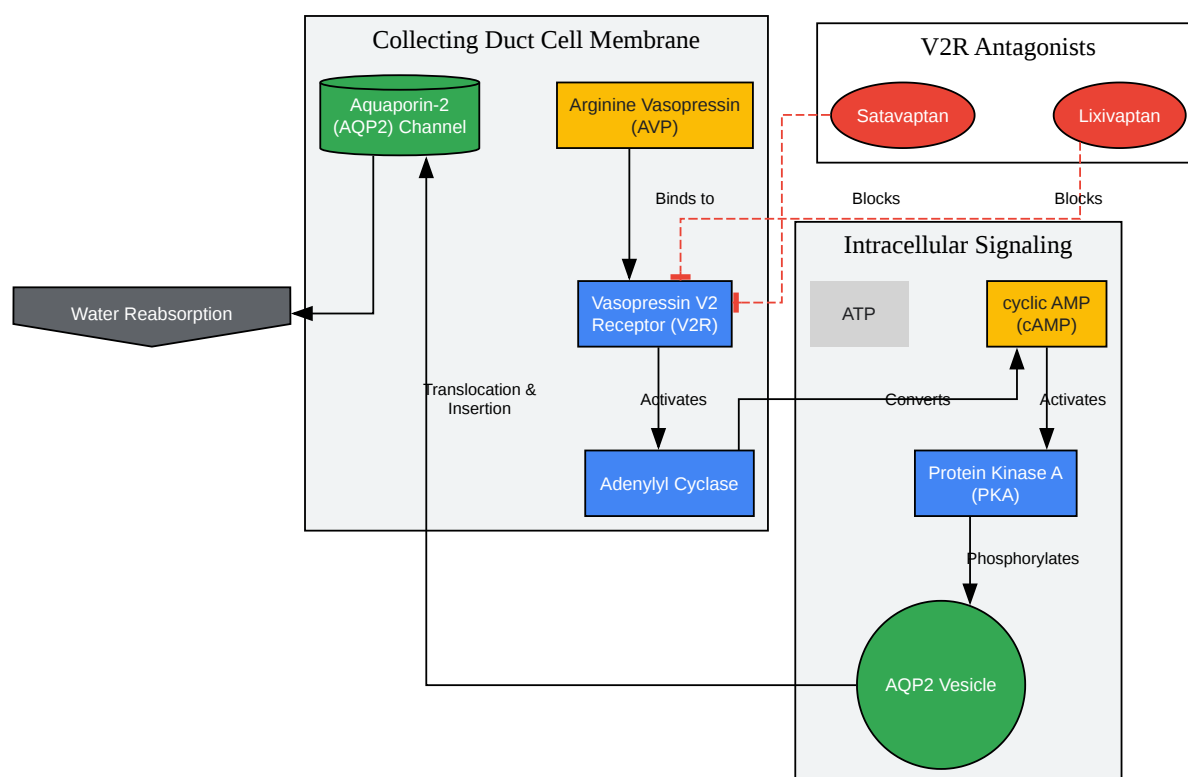 Collecting Duct Cell Membrane
V2R Antagonists
Aquaporin-2
(AQP2) Channel
Arginine Vasopressin
(AVP)
Satavaptan
Lixivaptan
Binds to
Blocks
Blocks
Intracellular Signaling
Water Reabsorption
Vasopressin V2
Receptor (V2R)
ATP
cyclic AMP
(cAMP)
Translocation &
Insertion
Activates
Converts
Activates
Adenylyl Cyclase
Protein Kinase A
(PKA)
Phosphorylates
AQP2 Vesicle